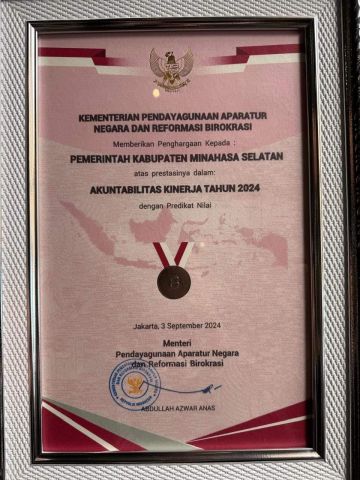 KEMENTERIAN PENDAYAGUNAAN APARATUR
NEGARA DAN REFORMASI BIROKRASI
Memberikan Penghargaan Kepada :
PEMERINTAH KABUPATEN MINAHASA SELATAN
atas prestasinya dalam:
AKUNTABILITAS KINERJA TAHUN 2024
dengan Predikat Nilai
Jakarta, 3 September 2024
Menteri
Pendayagunaan Aparatur Negara
dan Reformasi Birokrasi
ABDULLAH AZWAR ANAS